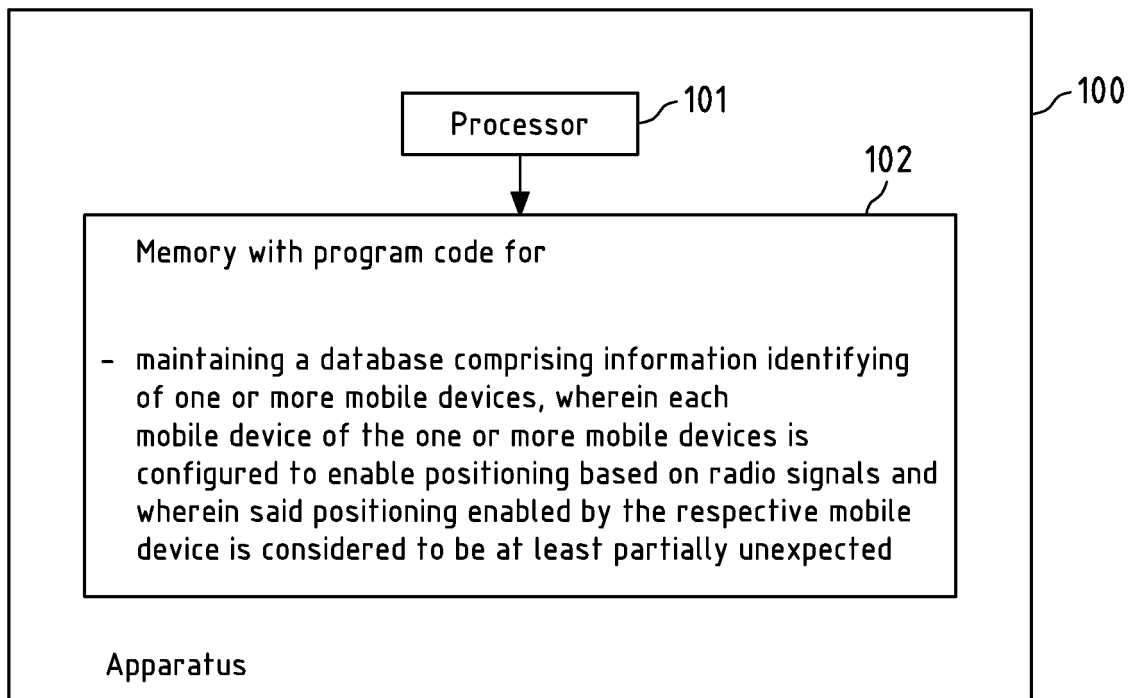 101
100
Processor
102
Memory with program code for
- maintaining a database comprising information identifying
of one or more mobile devices, wherein each
mobile device of the one or more mobile devices is
configured to enable positioning based on radio signals and
wherein said positioning enabled by the respective mobile
device is considered to be at least partially unexpected
Apparatus